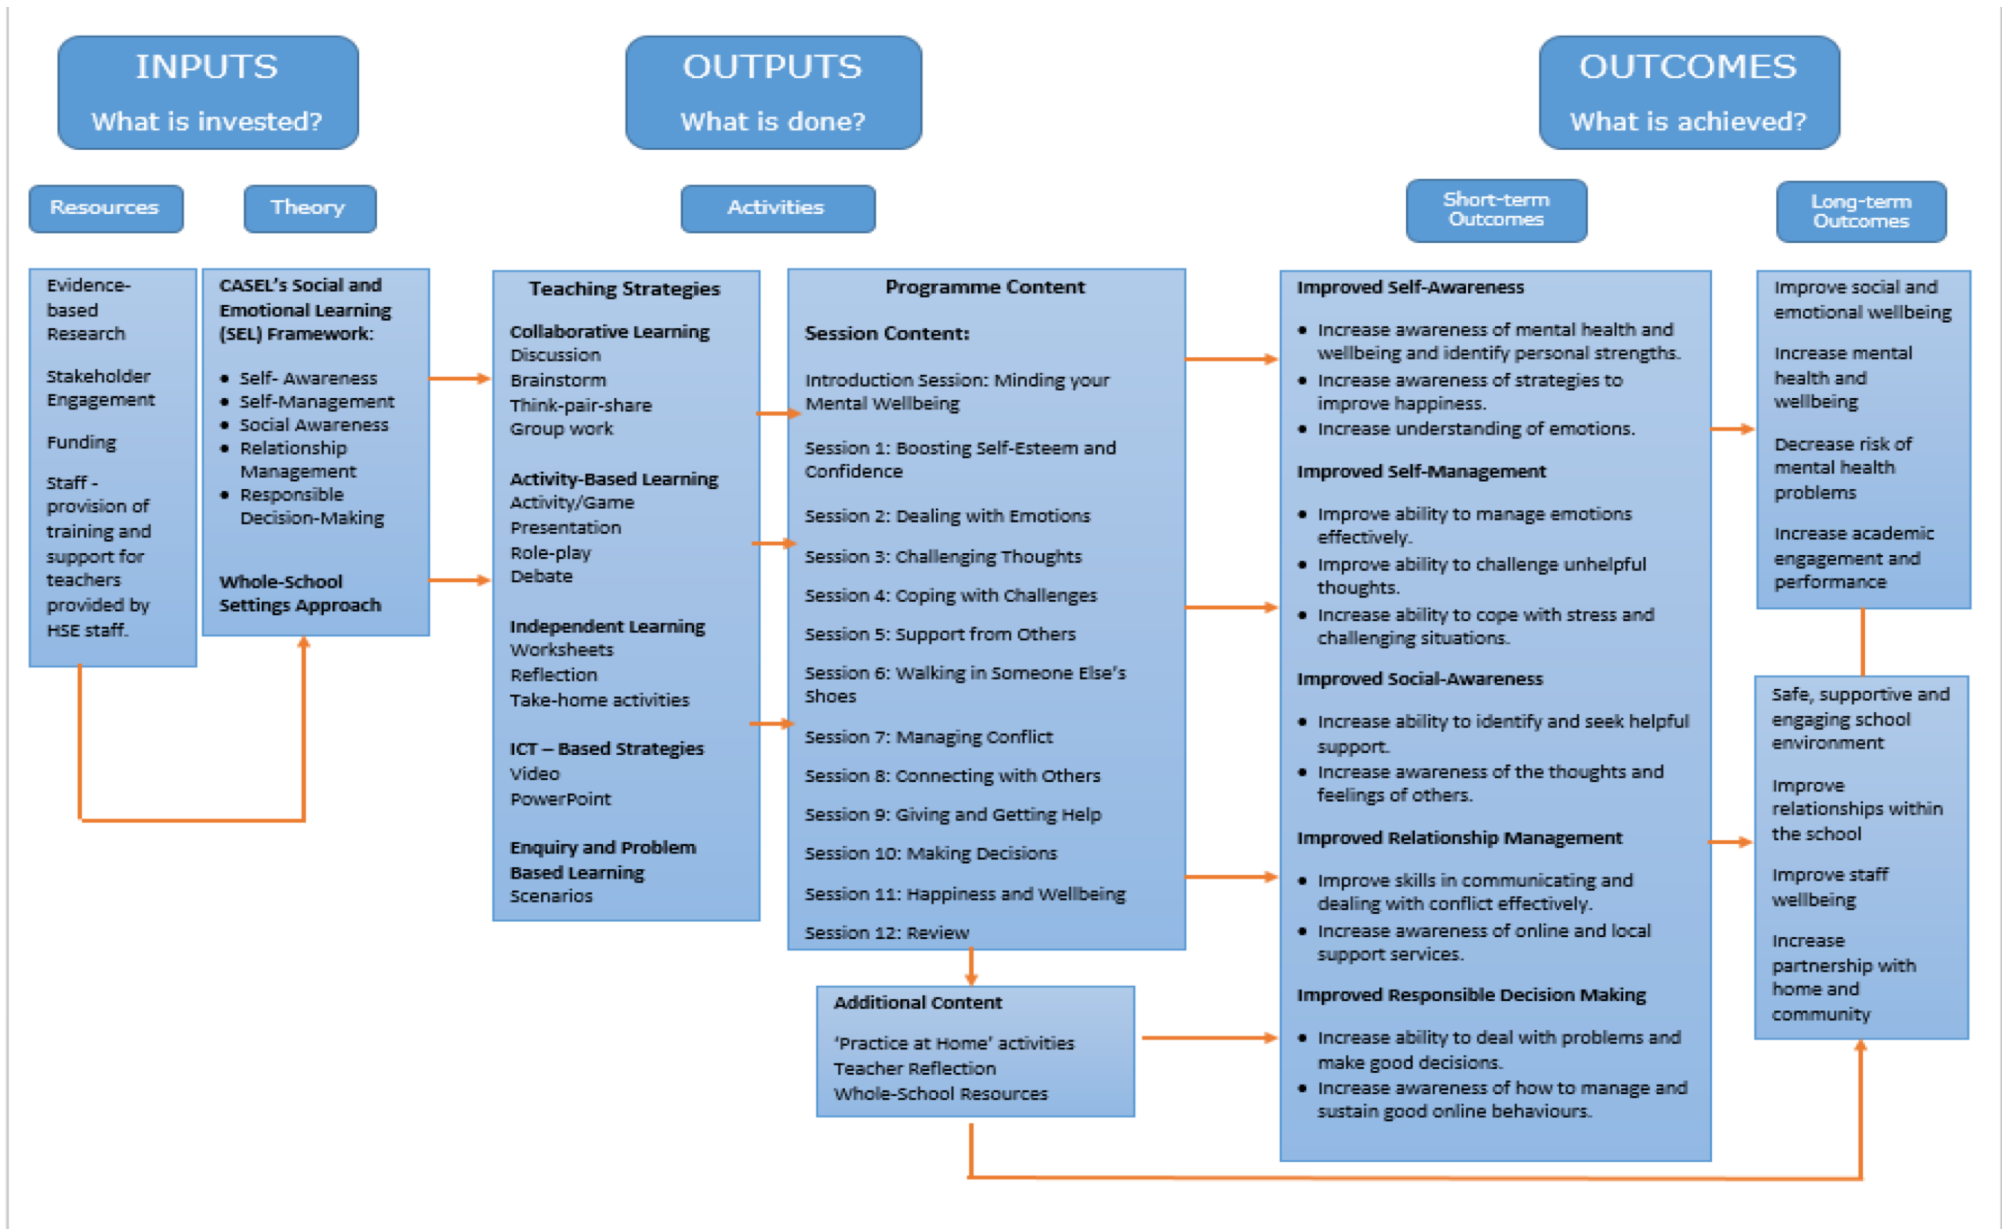 INPUTS
What is invested?
OUTPUTS
What is done?
OUTCOMES
What is achieved?
Resources
Theory
Activities
Short-term
Outcomes
Long-term
Outcomes
Evidence-
based
Research
Stakeholder
Engagement
Funding
Staff -
provision of
training and
support for
teachers
provided by
HSE staff.
CASEL's Social and
Emotional Learning
(SEL) Framework:
• Self- Awareness
• Self-Management
• Social Awareness
• Relationship
Management
• Responsible
Decision-Making
Whole-School
Settings Approach
Teaching Strategies
Collaborative Learning
Discussion
Brainstorm
Think-pair-share
Group work
Activity-Based Learning
Activity/Game
Presentation
Role-play
Debate
Independent Learning
Worksheets
Reflection
Take-home activities
ICT – Based Strategies
Video
PowerPoint
Enquiry and Problem
Based Learning
Scenarios
Programme Content
Session Content:
Introduction Session: Minding your
Mental Wellbeing
Session 1: Boosting Self-Esteem and
Confidence
Session 2: Dealing with Emotions
Session 3: Challenging Thoughts
Session 4: Coping with Challenges
Session 5: Support from Others
Session 6: Walking in Someone Else's
Shoes
Session 7: Managing Conflict
Session 8: Connecting with Others
Session 9: Giving and Getting Help
Session 10: Making Decisions
Session 11: Happiness and Wellbeing
Session 12: Review
Additional Content
'Practice at Home' activities
Teacher Reflection
Whole-School Resources
Improved Self-Awareness
• Increase awareness of mental health and
wellbeing and identify personal strengths.
• Increase awareness of strategies to
improve happiness.
• Increase understanding of emotions.
Improved Self-Management
• Improve ability to manage emotions
effectively.
• Improve ability to challenge unhelpful
thoughts.
• Increase ability to cope with stress and
challenging situations.
Improved Social-Awareness
• Increase ability to identify and seek helpful
support.
• Increase awareness of the thoughts and
feelings of others.
Improved Relationship Management
• Improve skills in communicating and
dealing with conflict effectively.
• Increase awareness of online and local
support services.
Improved Responsible Decision Making
• Increase ability to deal with problems and
make good decisions.
• Increase awareness of how to manage and
sustain good online behaviours.
Improve social and
emotional wellbeing
Increase mental
health and
wellbeing
Decrease risk of
mental health
problems
Increase academic
engagement and
performance
Safe, supportive and
engaging school
environment
Improve
relationships within
the school
Improve staff
wellbeing
Increase
partnership with
home and
community